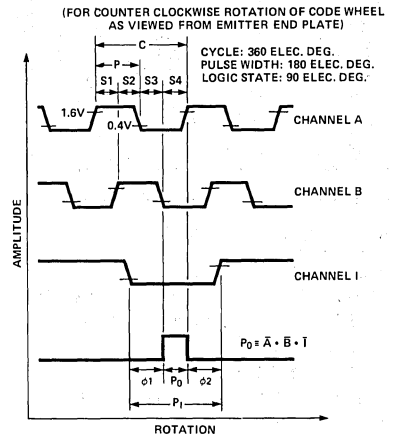 (FOR COUNTER CLOCKWISE ROTATION OF CODE WHEEL
AS VIEWED FROM EMITTER END PLATE)
C
CYCLE: 360 ELEC. DEG.
PULSE WIDTH: 180 ELEC. DEG.
LOGIC STATE: 90 ELEC. DEG.
P
S1 S2 S3 S4
1.6V
0.4V
CHANNEL A
CHANNEL B
AMPLITUDE
CHANNEL I
P₀ ≡ A̅ • B̅ • I̅
ϕ1 P₀ ϕ2
P_I
ROTATION